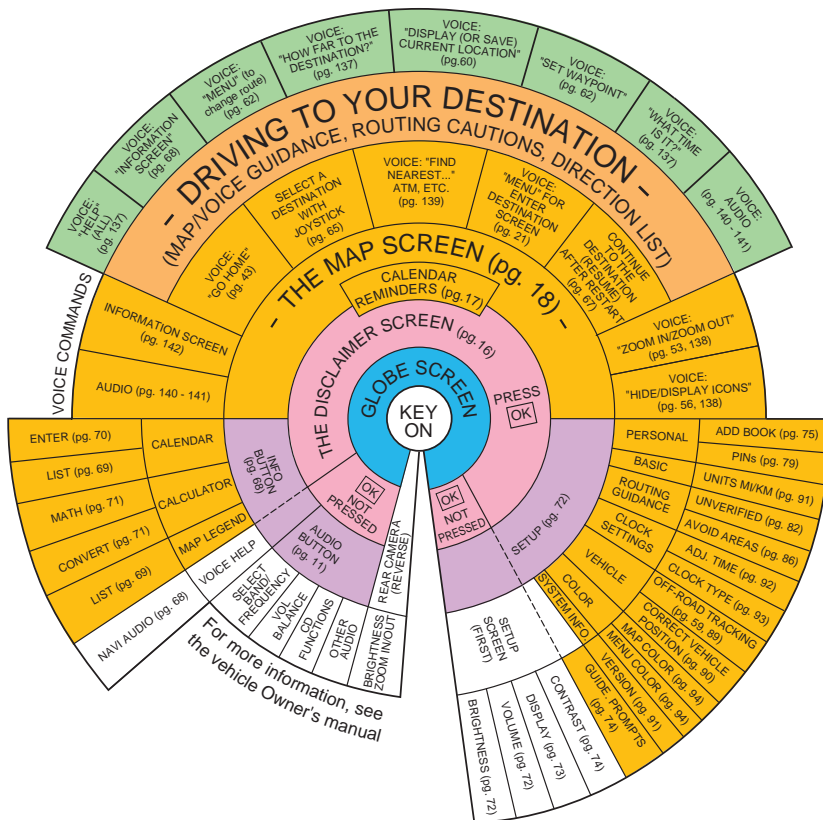 VOICE:
"HELP"
(ALL)
(pg. 137)
VOICE:
"INFORMATION
SCREEN"
(pg. 68)
VOICE:
"MENU" (to
change route)
(pg. 62)
VOICE:
"HOW FAR TO THE
DESTINATION?"
(pg. 137)
VOICE:
"DISPLAY (OR SAVE)
CURRENT LOCATION"
(pg.60)
VOICE:
"SET WAYPOINT"
(pg. 62)
VOICE:
"WHAT TIME
IS IT?"
(pg. 137)
VOICE:
AUDIO
(pg. 140 - 141)
- DRIVING TO YOUR DESTINATION -
(MAP/VOICE GUIDANCE, ROUTING CAUTIONS, DIRECTION LIST)
VOICE COMMANDS
AUDIO (pg. 140 - 141)
INFORMATION SCREEN
(pg. 142)
VOICE:
"GO HOME"
(pg. 43)
SELECT A
DESTINATION
WITH
JOYSTICK
(pg. 65)
VOICE: "FIND
NEAREST..."
ATM, ETC.
(pg. 139)
VOICE:
"MENU" FOR
ENTER
DESTINATION
SCREEN
(pg. 21)
CONTINUE
TO THE
DESTINATION
(RESUME)
AFTER RESTART
(pg. 67)
VOICE:
"ZOOM IN/ZOOM OUT"
(pg. 53, 138)
VOICE:
"HIDE/DISPLAY ICONS"
(pg. 56, 138)
- THE MAP SCREEN (pg. 18) -
CALENDAR
REMINDERS (pg.17)
THE DISCLAIMER SCREEN (pg.16)
PRESS
OK
GLOBE SCREEN
KEY
ON
OK
NOT
PRESSED
OK
NOT
PRESSED
INFO
BUTTON
(pg. 68)
AUDIO
BUTTON
(pg. 11)
REAR CAMERA
(REVERSE)
CALENDAR
CALCULATOR
MAP LEGEND
VOICE HELP
ENTER (pg. 70)
LIST (pg. 69)
MATH (pg. 71)
CONVERT (pg. 71)
LIST (pg. 69)
NAVI AUDIO (pg. 68)
SELECT
BAND/
FREQUENCY
VOL
BALANCE
CD
FUNCTIONS
OTHER
AUDIO
BRIGHTNESS
ZOOM IN/OUT
For more information, see
the vehicle Owner's manual
SETUP (pg. 72)
PERSONAL
BASIC
ROUTING
GUIDANCE
CLOCK
SETTINGS
VEHICLE
COLOR
SYSTEM INFO.
SETUP
SCREEN
(FIRST)
ADD BOOK (pg. 75)
PINs (pg. 79)
UNITS MI/KM (pg. 91)
UNVERIFIED (pg. 82)
AVOID AREAS (pg. 86)
ADJ. TIME (pg. 92)
CLOCK TYPE (pg. 93)
OFF-ROAD TRACKING
(pg. 59, 89)
CORRECT VEHICLE
POSITION (pg. 90)
MAP COLOR (pg. 94)
MENU COLOR (pg. 94)
VERSION (pg. 91)
GUIDE. PROMPTS
(pg. 74)
CONTRAST (pg. 74)
DISPLAY (pg. 73)
VOLUME (pg. 72)
BRIGHTNESS (pg. 72)